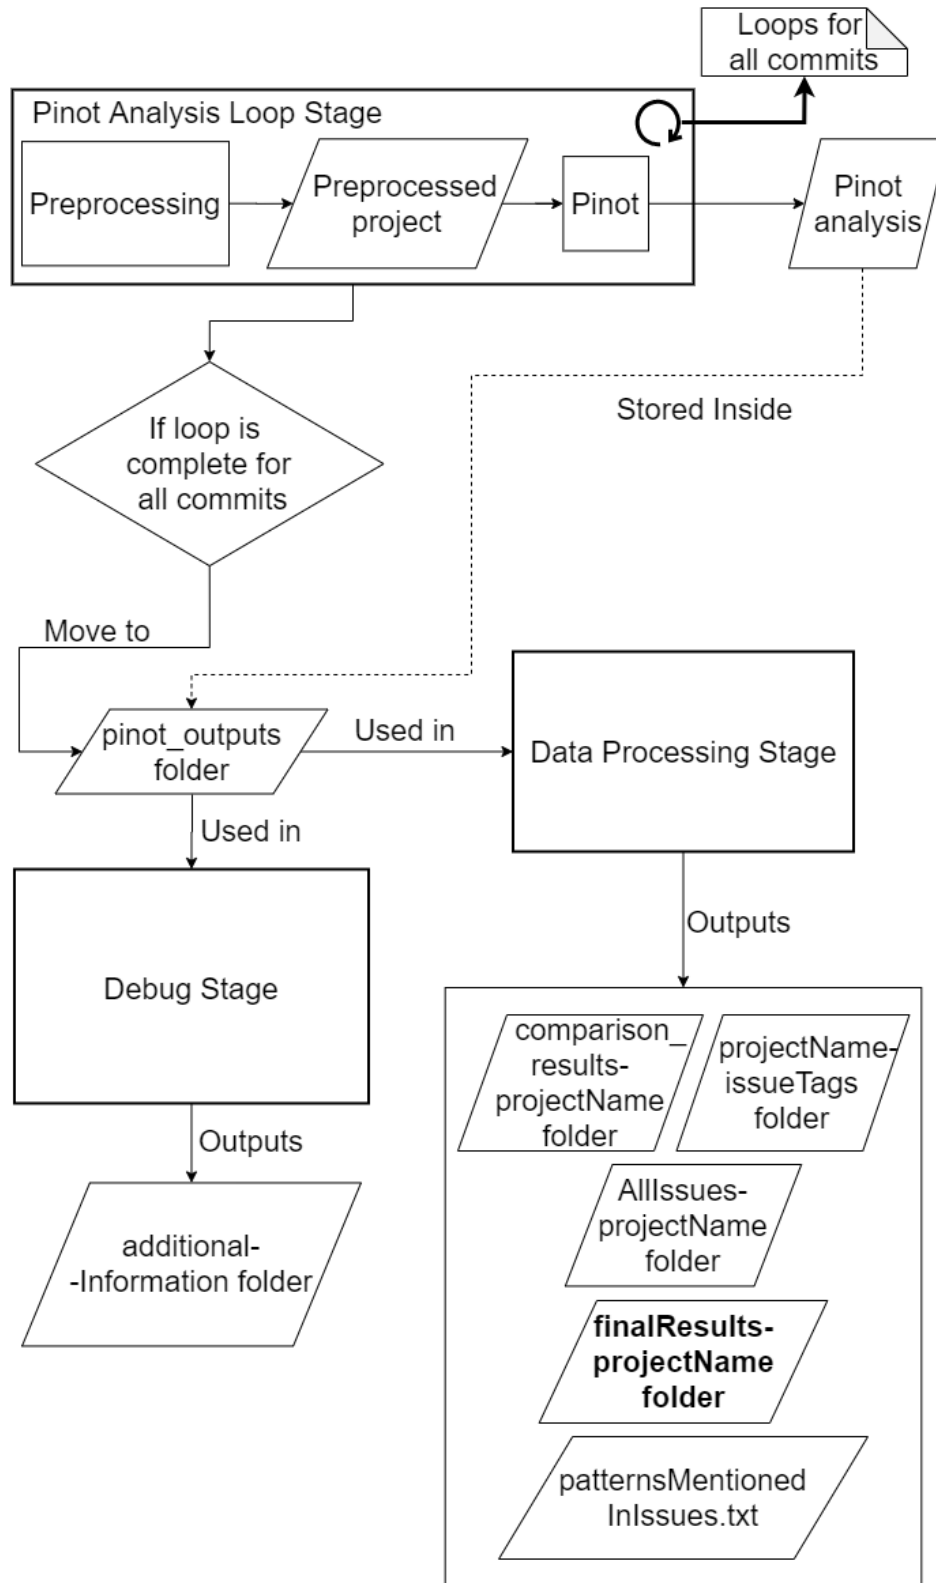 Loops for
all commits
Pinot Analysis Loop Stage
Preprocessing
Preprocessed
project
Pinot
Pinot
analysis
Stored Inside
If loop is
complete for
all commits
Move to
pinot_outputs
folder
Used in
Data Processing Stage
Used in
Debug Stage
Outputs
Outputs
additional-
-Information folder
comparison_
results-
projectName
folder
projectName-
issueTags
folder
AllIssues-
projectName
folder
finalResults-
projectName
folder
patternsMentioned
InIssues.txt